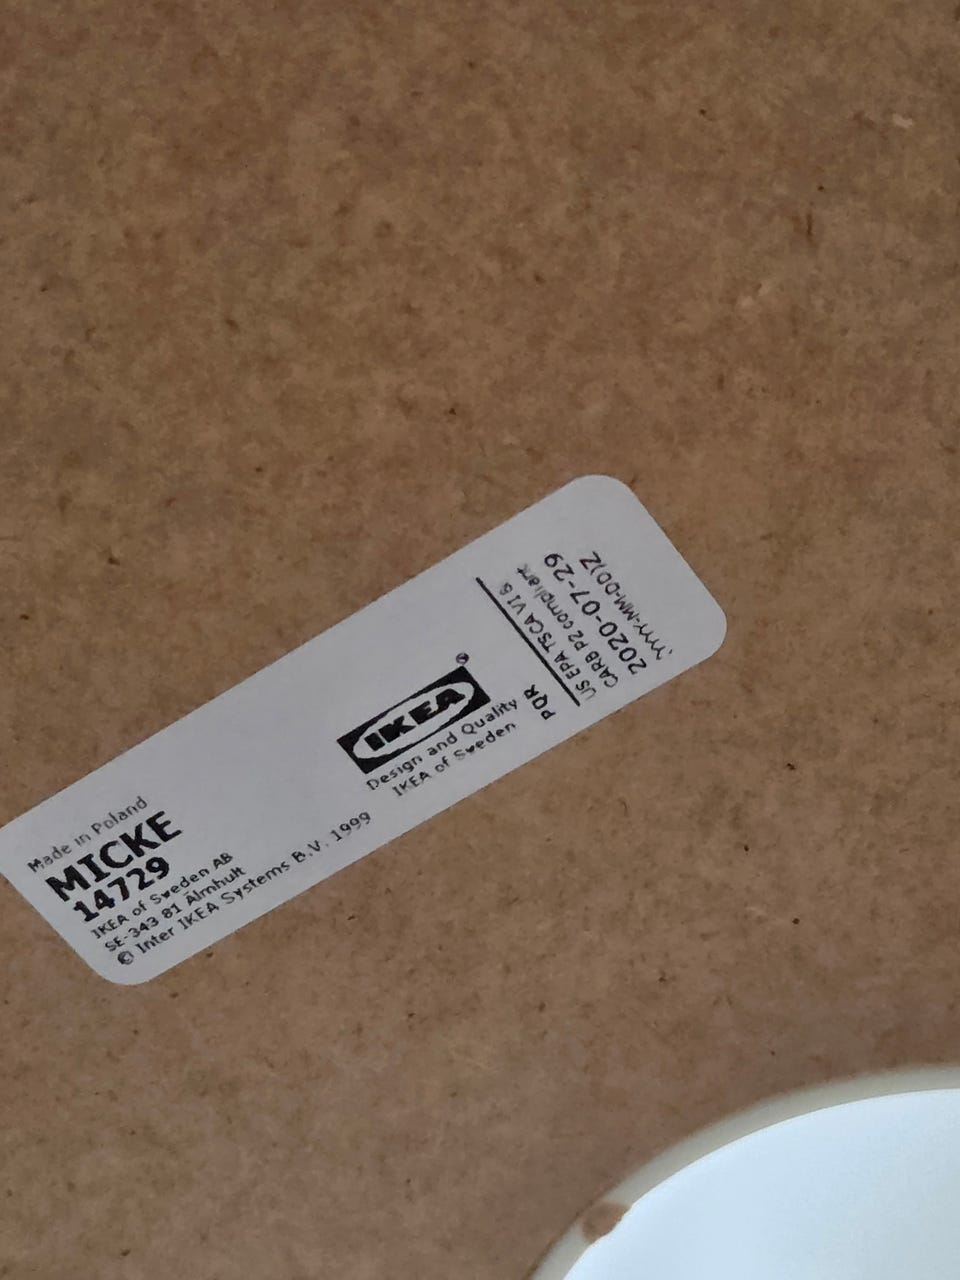 Made in Poland
MICKE
14729
IKEA of Sweden AB
SE-343 81 Älmhult
© Inter IKEA Systems B.V. 1999
IKEA®
Design and Quality
IKEA of Sweden
PQR
US EPA TSCA VI &
CARB P2 compliant
2020-07-29
(YYYY-MM-DD)Z